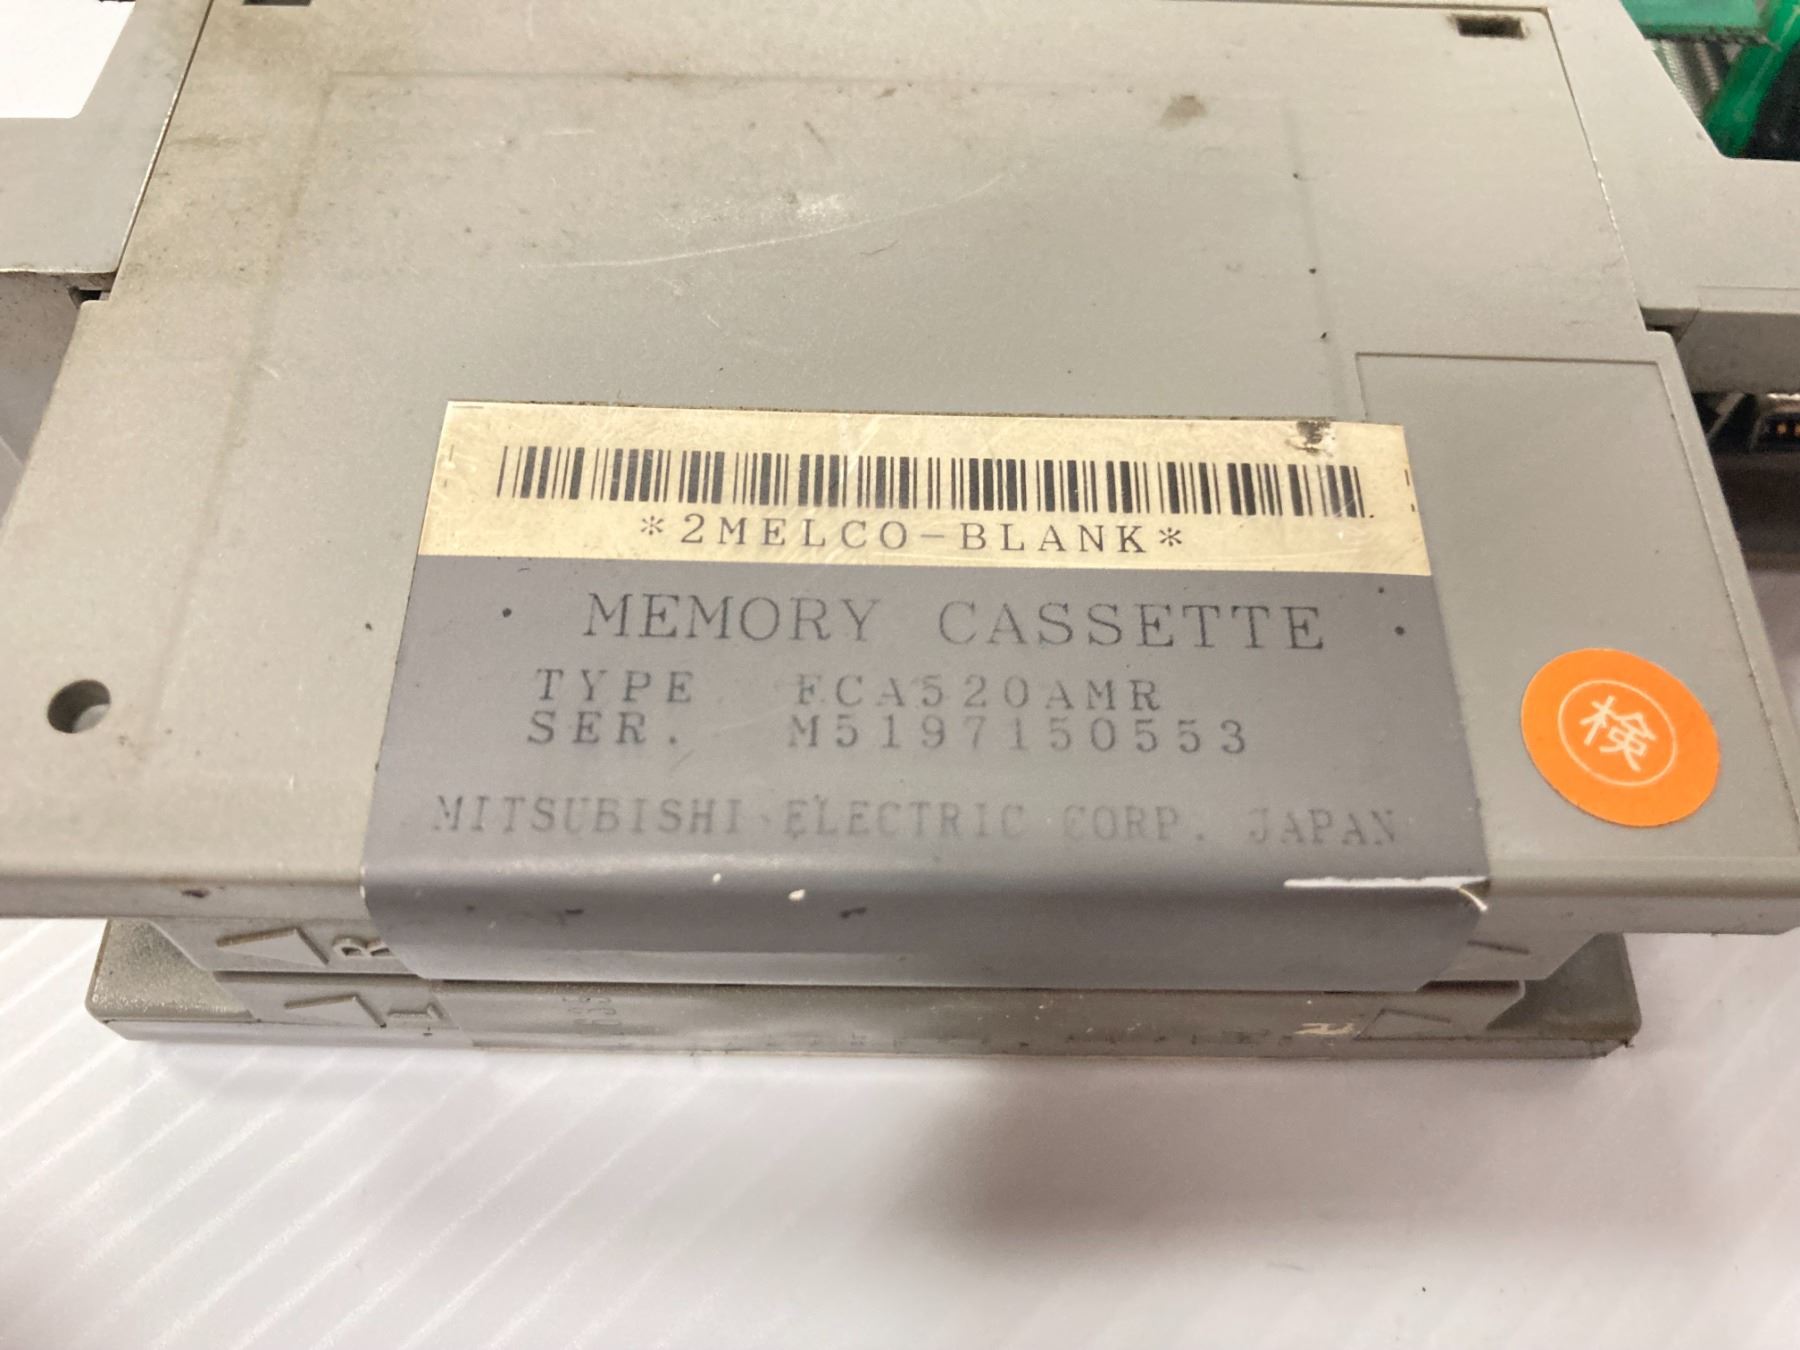 *2MELCO-BLANK*
MEMORY CASSETTE
TYPE FCA520AMR
SER. M5197150553
MITSUBISHI ELECTRIC CORP. JAPAN
検